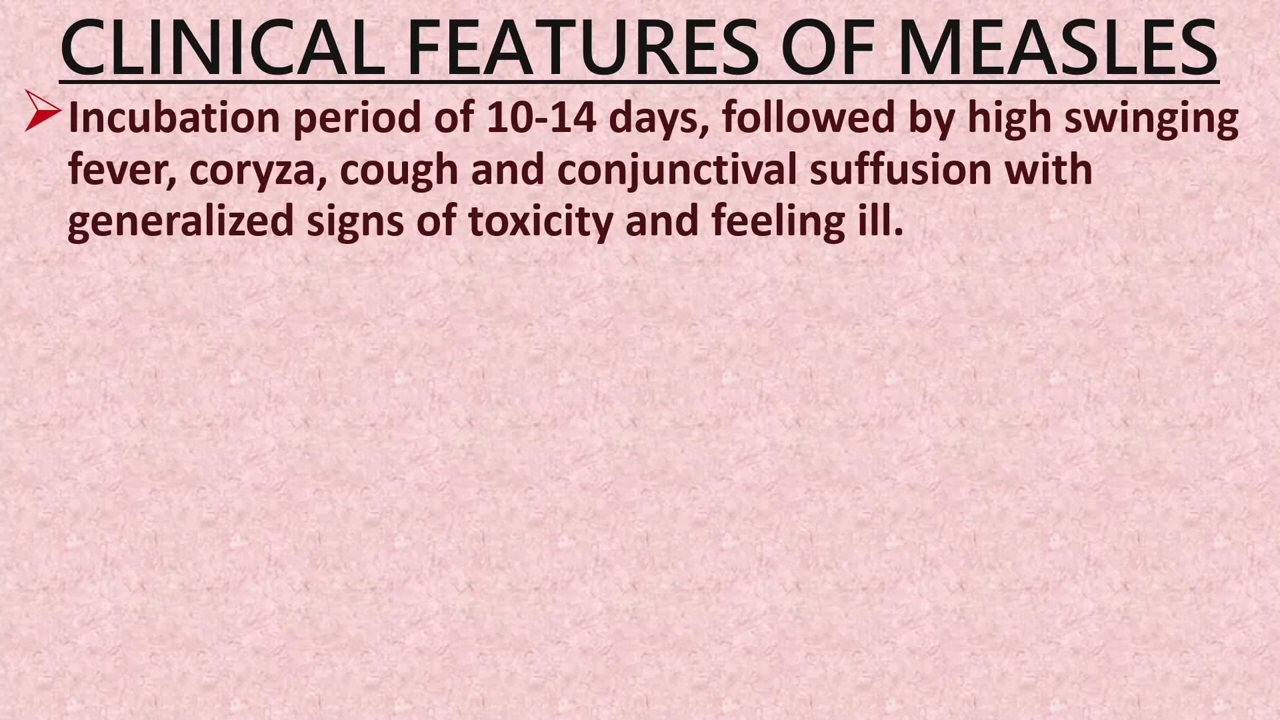 CLINICAL FEATURES OF MEASLES
Incubation period of 10-14 days, followed by high swinging
fever, coryza, cough and conjunctival suffusion with
generalized signs of toxicity and feeling ill.